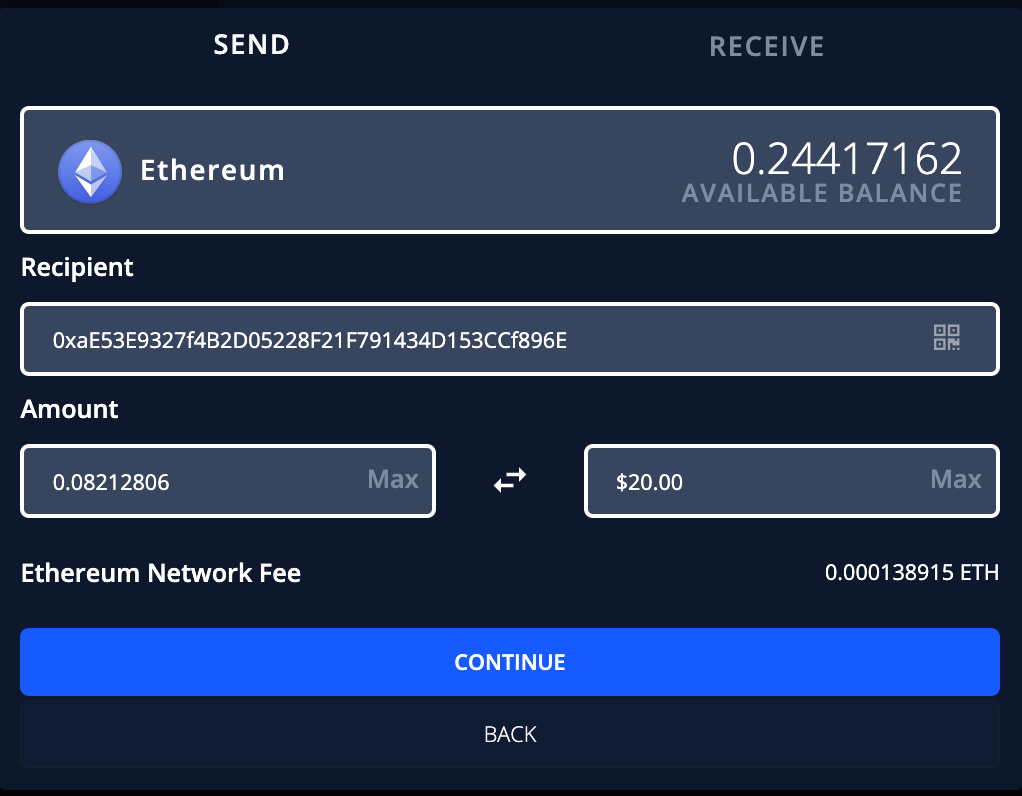 SEND
RECEIVE
Ethereum
0.24417162
AVAILABLE BALANCE
Recipient
0xaE53E9327f4B2D05228F21F791434D153CCf896E
Amount
0.08212806 Max
$20.00 Max
Ethereum Network Fee
0.000138915 ETH
CONTINUE
BACK